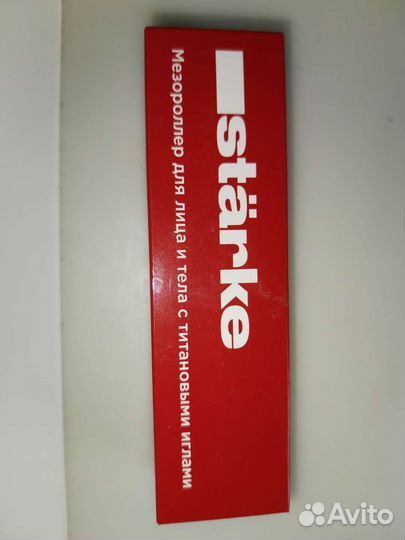 stärke
Мезороллер для лица и тела с титановыми иглами
Avito